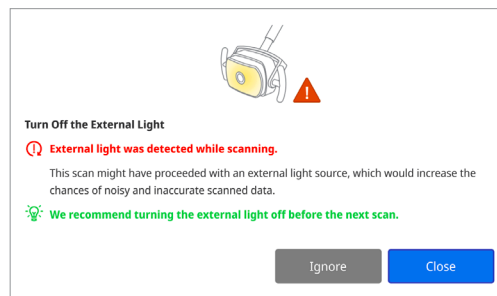 Turn Off the External Light
External light was detected while scanning.
This scan might have proceeded with an external light source, which would increase the
chances of noisy and inaccurate scanned data.
We recommend turning the external light off before the next scan.
Ignore
Close